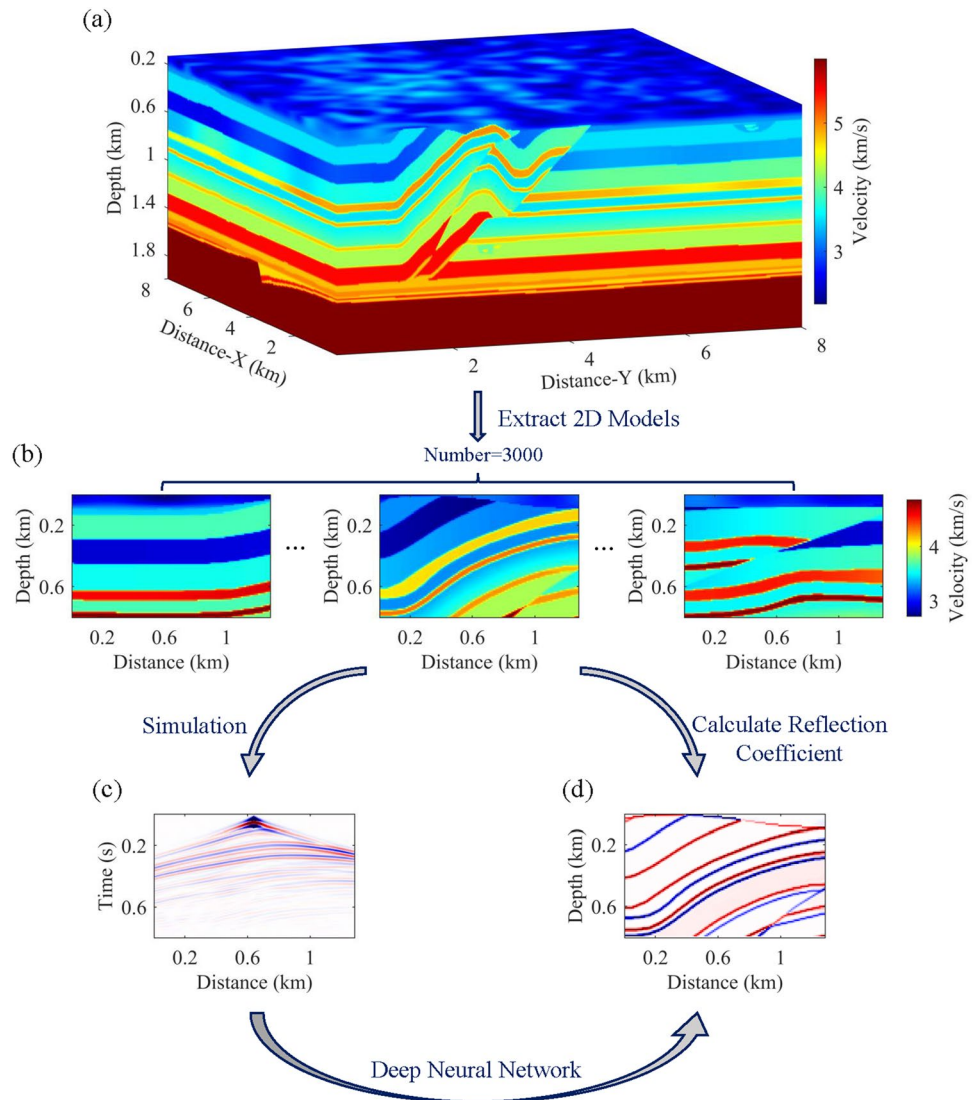 (a)
0.2
0.6
1
1.4
1.8
Depth (km)
8
6
4
2
Distance-X (km)
2
4
6
8
Distance-Y (km)
5
4
3
Velocity (km/s)
Extract 2D Models
(b)
Number=3000
0.2
0.6
Depth (km)
0.2 0.6 1
Distance (km)
...
0.2
0.6
Depth (km)
0.2 0.6 1
Distance (km)
...
0.2
0.6
Depth (km)
0.2 0.6 1
Distance (km)
4
3
Velocity (km/s)
Simulation
Calculate Reflection
Coefficient
(c)
0.2
0.6
Time (s)
0.2 0.6 1
Distance (km)
(d)
0.2
0.6
Depth (km)
0.2 0.6 1
Distance (km)
Deep Neural Network